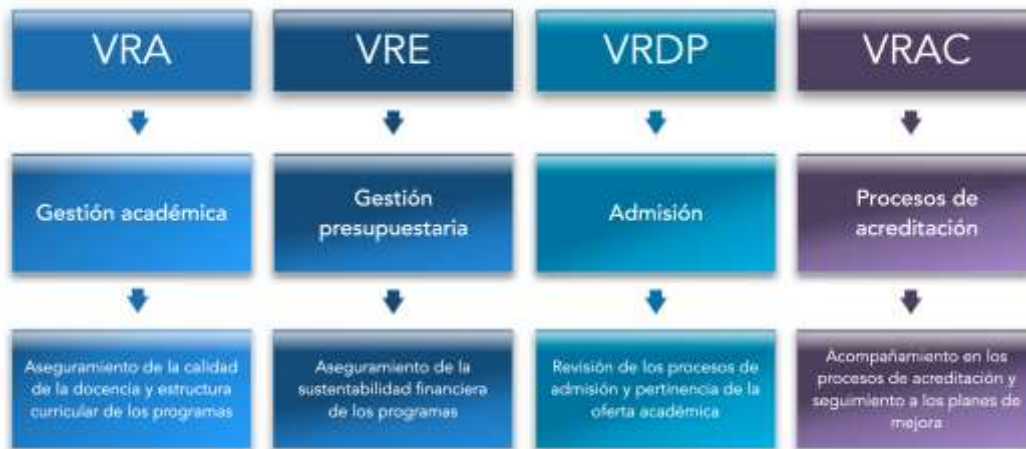 VRA
VRE
VRDP
VRAC
Gestión académica
Gestión
presupuestaria
Admisión
Procesos de
acreditación
Aseguramiento de la calidad
de la docencia y estructura
curricular de los programas
Aseguramiento de la
sustentabilidad financiera
de los programas
Revisión de los procesos de
admisión y pertinencia de la
oferta académica
Acompañamiento en los
procesos de acreditación y
seguimiento a los planes de
mejora